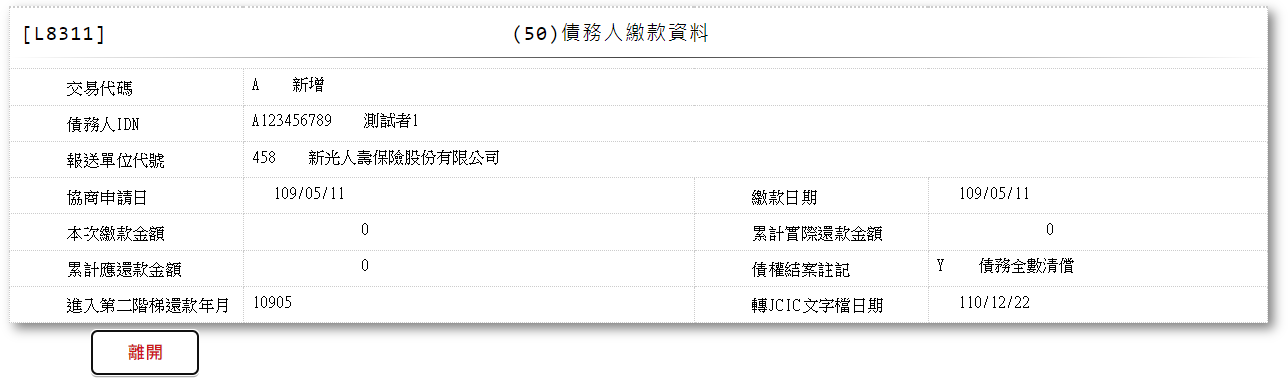 [L8311] (50)債務人繳款資料
交易代碼 A 新增
債務人IDN A123456789 測試者1
報送單位代號 458 新光人壽保險股份有限公司
協商申請日 109/05/11 繳款日期 109/05/11
本次繳款金額 0 累計實際還款金額 0
累計應還款金額 0 債權結案註記 Y 債務全數清償
進入第二階梯還款年月 10905 轉JCIC文字檔日期 110/12/22
離開